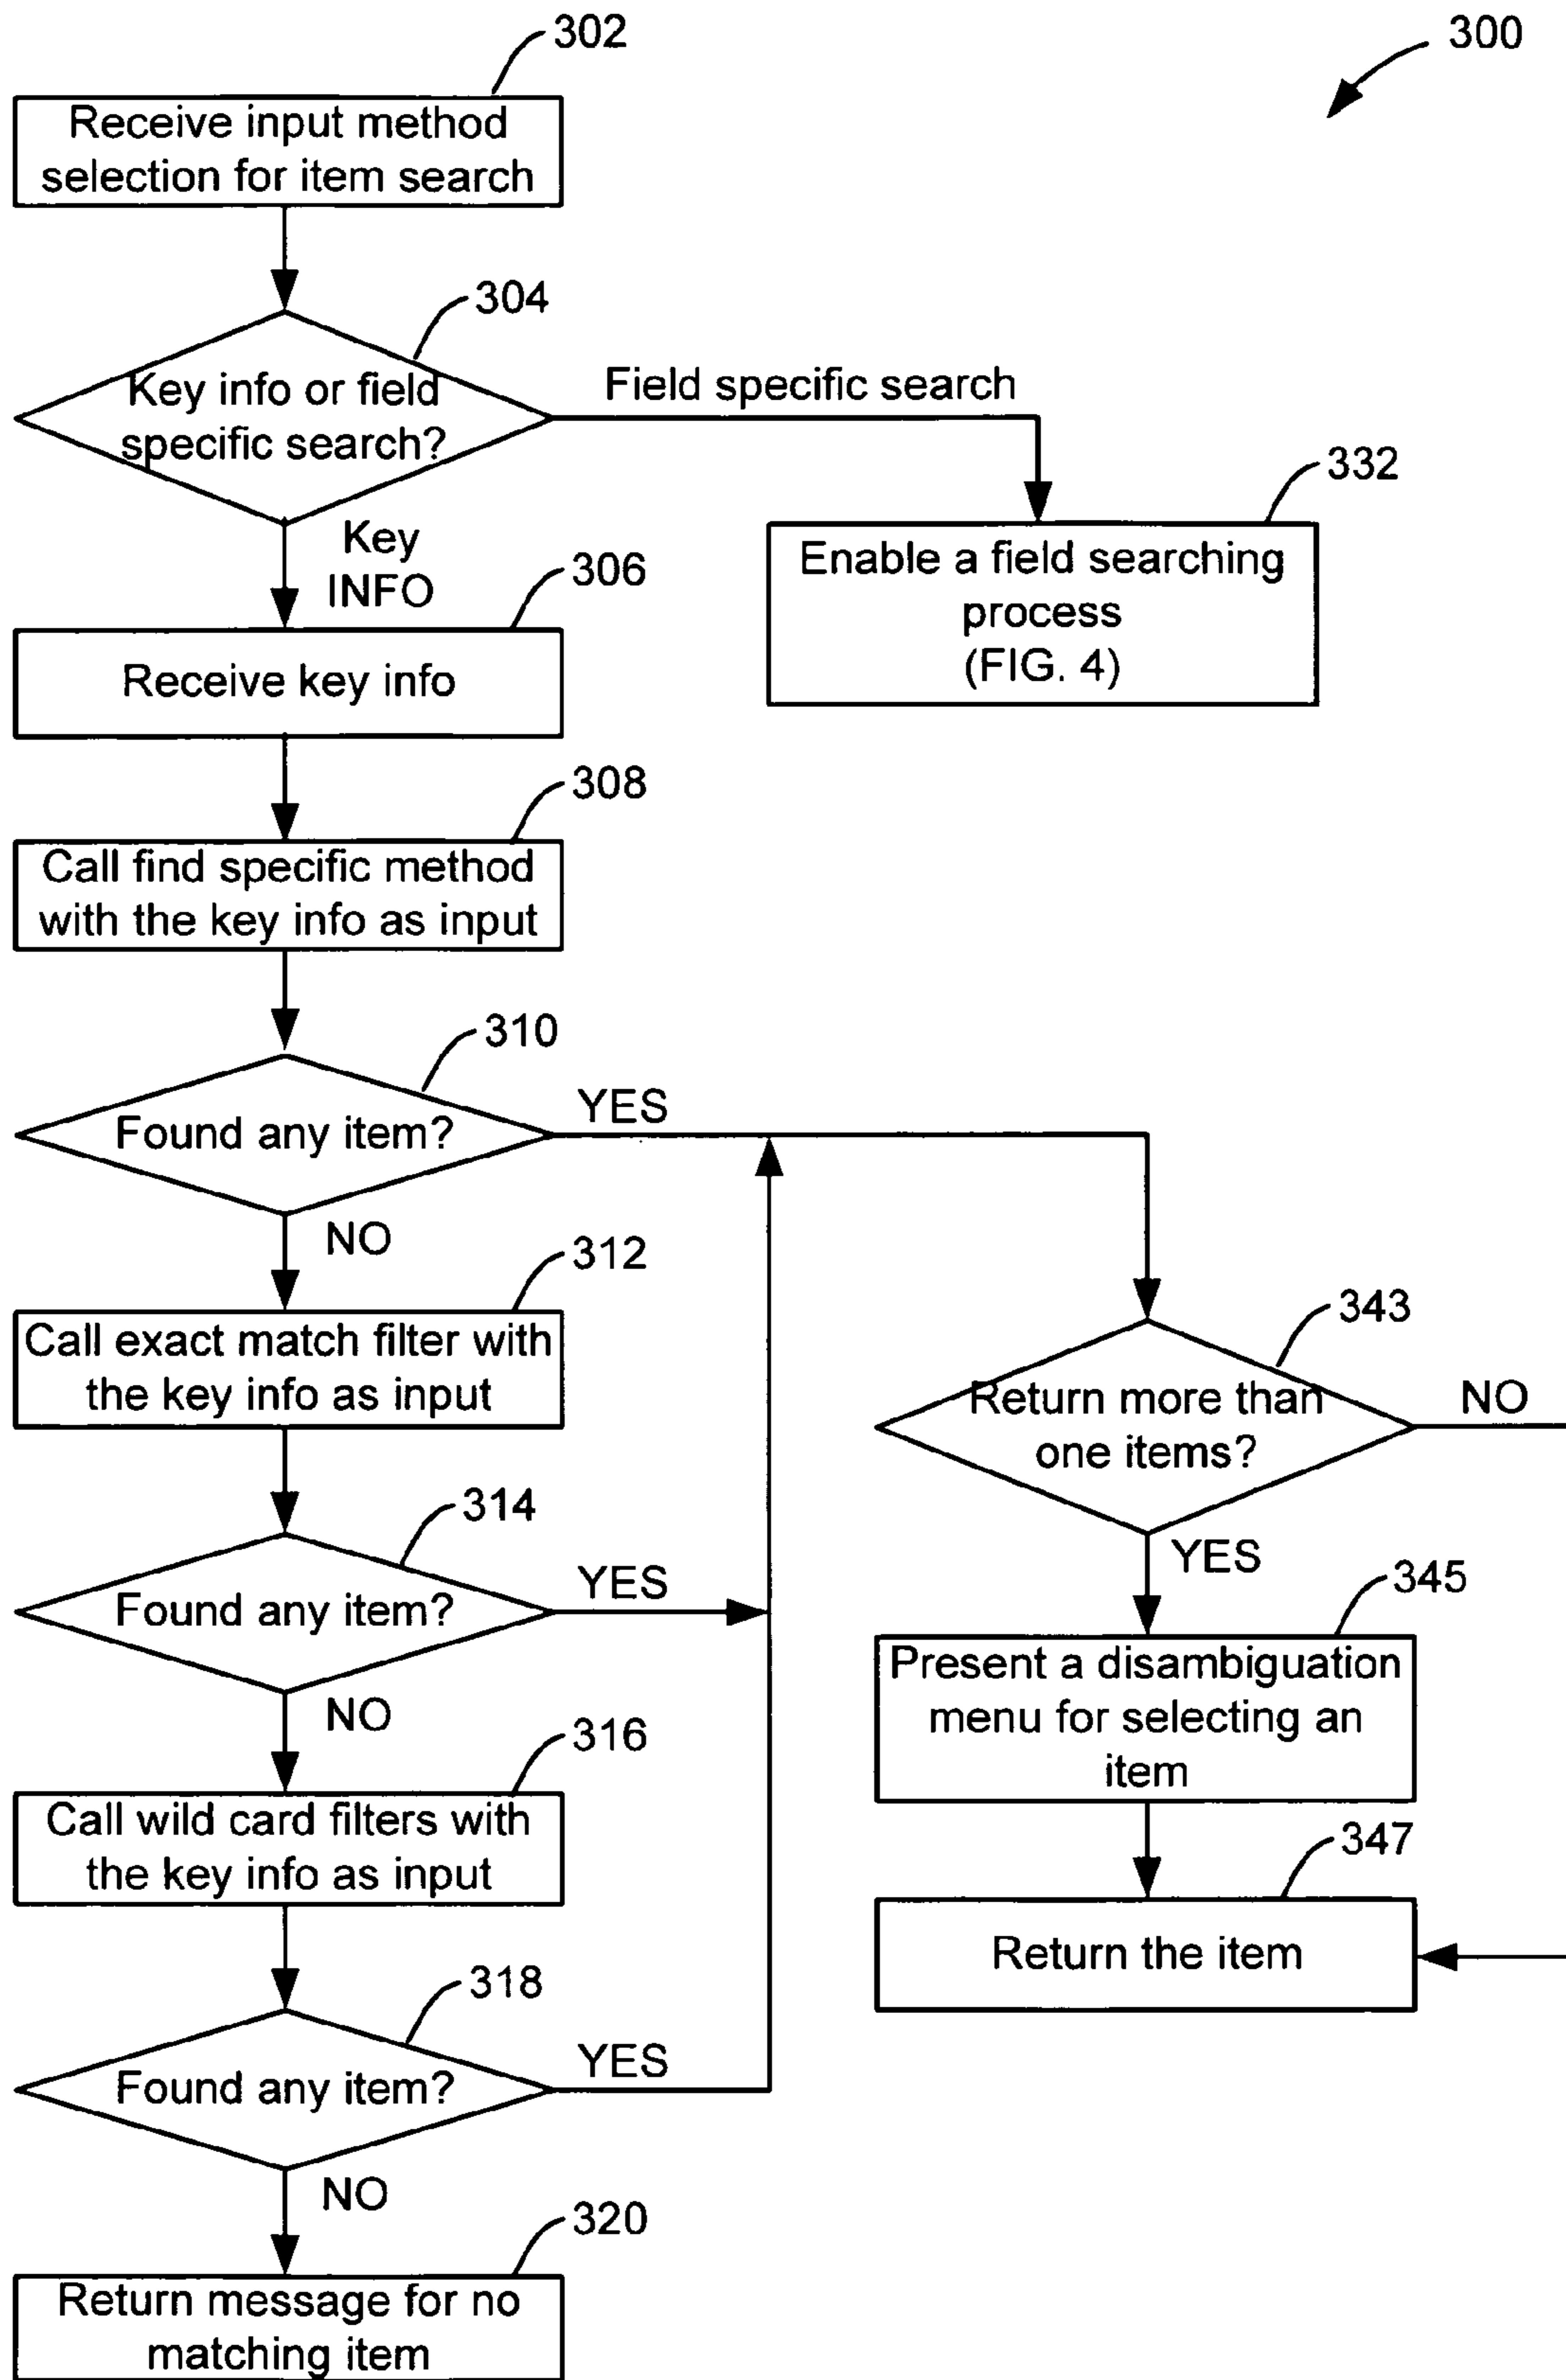 302
300
Receive input method
selection for item search
304
Key info or field
specific search?
Field specific search
332
Key
INFO
Enable a field searching
process
(FIG. 4)
306
Receive key info
308
Call find specific method
with the key info as input
310
Found any item?
YES
NO
312
Call exact match filter with
the key info as input
343
Return more than
one items?
NO
YES
314
Found any item?
YES
NO
345
Present a disambiguation
menu for selecting an
item
316
Call wild card filters with
the key info as input
347
Return the item
318
Found any item?
YES
NO
320
Return message for no
matching item